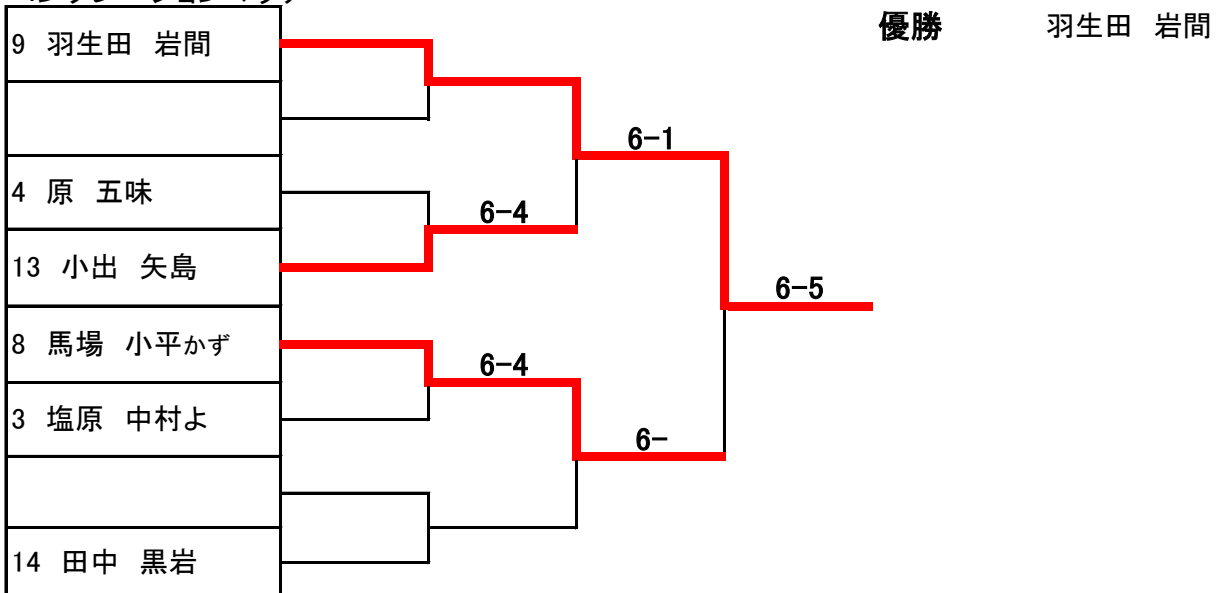 優勝 羽生田 岩間
9 羽生田 岩間
6-1
4 原 五味
6-4
13 小出 矢島
6-5
8 馬場 小平かず
6-4
3 塩原 中村よ
6-
14 田中 黒岩